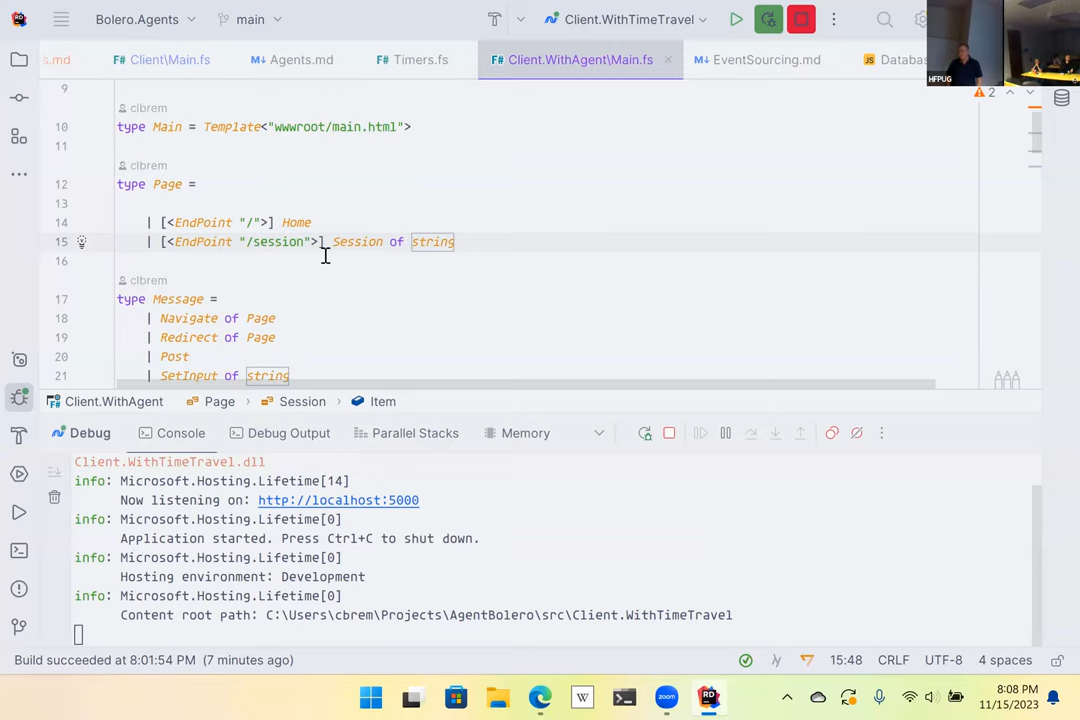 Bolero.Agents main Client.WithTimeTravel
HFPUG
s.md Client\Main.fs Agents.md Timers.fs Client.WithAgent\Main.fs EventSourcing.md
2
9
clbrem
10 type Main = Template<"wwwroot/main.html">
11
clbrem
12 type Page =
13
14 | [<EndPoint "/">] Home
15 | [<EndPoint "/session">] Session of string
16
clbrem
17 type Message =
18 | Navigate of Page
19 | Redirect of Page
20 | Post
21 | SetInput of string
Client.WithAgent Page Session Item
Debug Console Debug Output Parallel Stacks Memory
Client.WithTimeTravel.dll
info: Microsoft.Hosting.Lifetime[14]
Now listening on: http://localhost:5000
info: Microsoft.Hosting.Lifetime[0]
Application started. Press Ctrl+C to shut down.
info: Microsoft.Hosting.Lifetime[0]
Hosting environment: Development
info: Microsoft.Hosting.Lifetime[0]
Content root path: C:\Users\cbrem\Projects\AgentBolero\src\Client.WithTimeTravel
Build succeeded at 8:01:54 PM (7 minutes ago) 15:48 CRLF UTF-8 4 spaces
W zoom RD 8:08 PM
11/15/2023